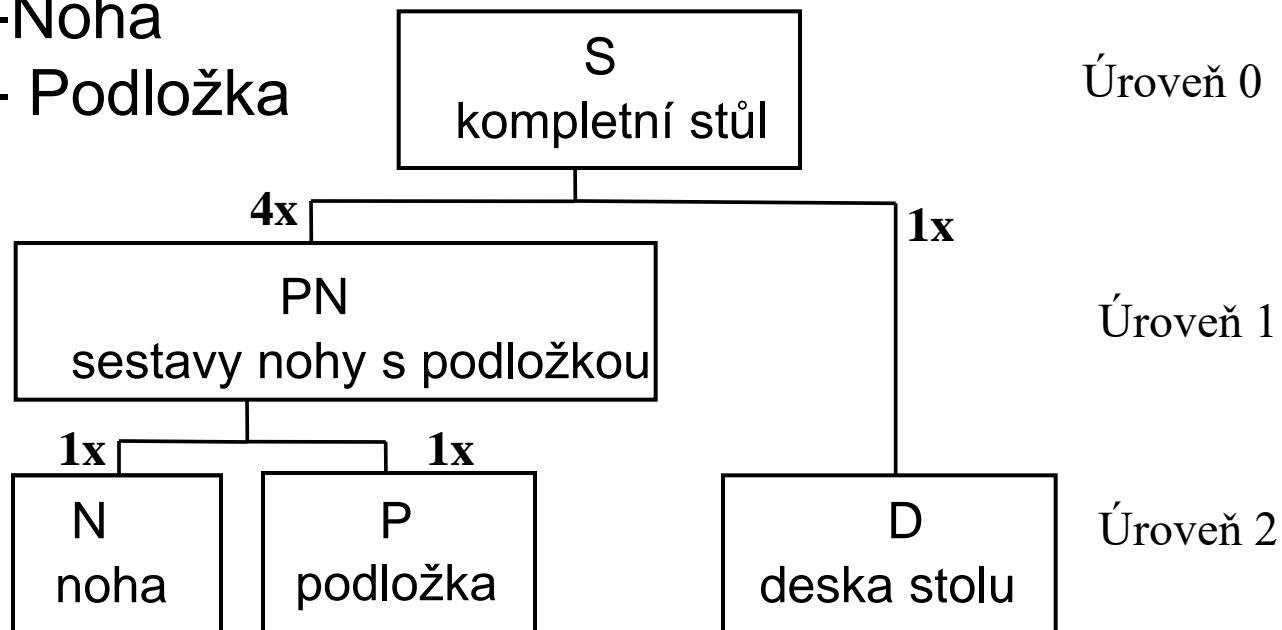 -Noha
- Podložka
S
kompletní stůl
Úroveň 0
4x
1x
PN
sestavy nohy s podložkou
Úroveň 1
1x
1x
N
noha
P
podložka
D
deska stolu
Úroveň 2